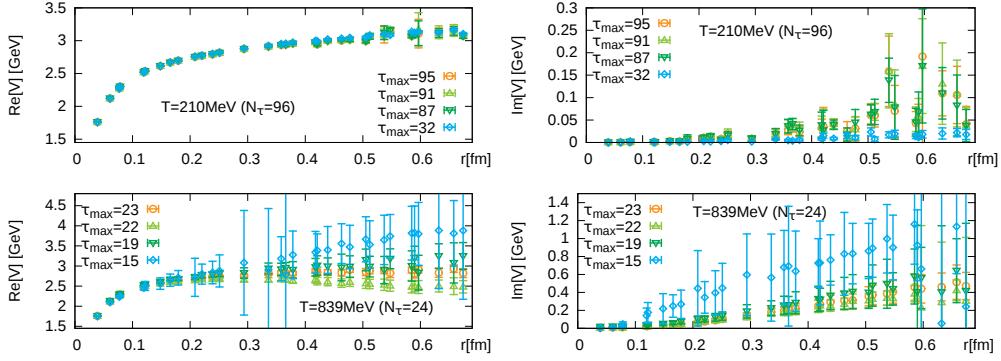 Re[V] [GeV]
3.5
3
2.5
2
1.5
T=210MeV (Nτ=96)
τmax=95
τmax=91
τmax=87
τmax=32
0
0.1
0.2
0.3
0.4
0.5
0.6
r[fm]
Im[V] [GeV]
0.3
0.25
0.2
0.15
0.1
0.05
0
T=210MeV (Nτ=96)
τmax=95
τmax=91
τmax=87
τmax=32
0
0.1
0.2
0.3
0.4
0.5
0.6
r[fm]
Re[V] [GeV]
4.5
4
3.5
3
2.5
2
1.5
τmax=23
τmax=22
τmax=19
τmax=15
T=839MeV (Nτ=24)
0
0.1
0.2
0.3
0.4
0.5
0.6
r[fm]
Im[V] [GeV]
1.4
1.2
1
0.8
0.6
0.4
0.2
0
τmax=23
τmax=22
τmax=19
τmax=15
T=839MeV (Nτ=24)
0
0.1
0.2
0.3
0.4
0.5
0.6
r[fm]